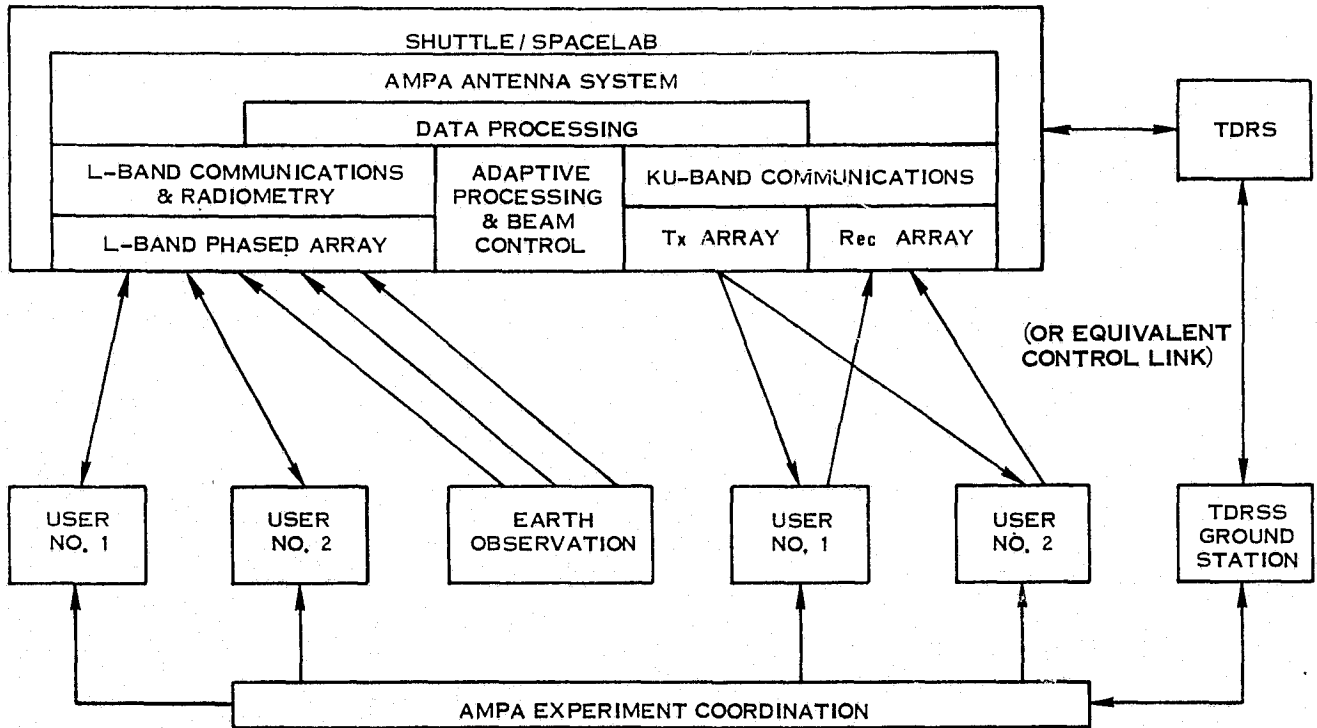 SHUTTLE/SPACELAB
AMPA ANTENNA SYSTEM
DATA PROCESSING
L-BAND COMMUNICATIONS
& RADIOMETRY
L-BAND PHASED ARRAY
ADAPTIVE
PROCESSING
& BEAM
CONTROL
KU-BAND COMMUNICATIONS
Tx ARRAY
Rec ARRAY
TDRS
(OR EQUIVALENT
CONTROL LINK)
USER
NO. 1
USER
NO. 2
EARTH
OBSERVATION
USER
NO. 1
USER
NO. 2
TDRSS
GROUND
STATION
AMPA EXPERIMENT COORDINATION